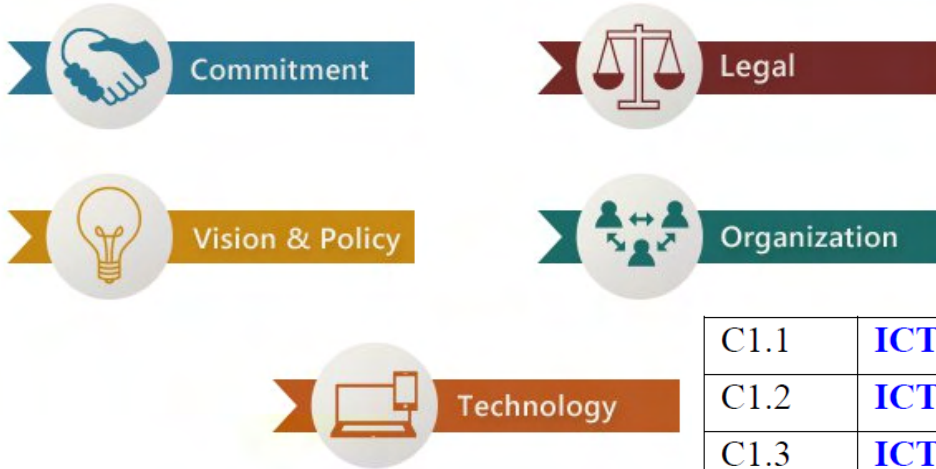 Commitment
Legal
Vision & Policy
Organization
Technology
C1.1 ICT
C1.2 ICT
C1.3 ICT